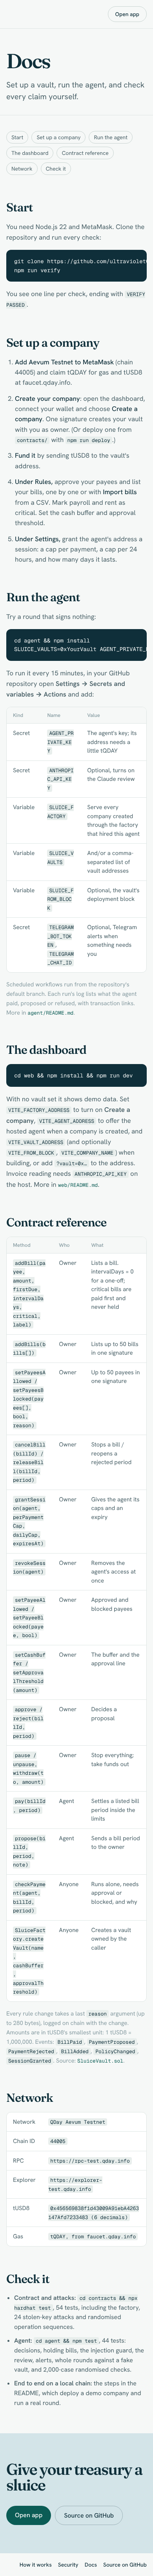 Open app
Docs
Set up a vault, run the agent, and check
every claim yourself.
Start
Set up a company
Run the agent
The dashboard
Contract reference
Network
Check it
Start
You need Node.js 22 and MetaMask. Clone the
repository and run every check:
git clone https://github.com/ultraviolett
npm run verify
You see one line per check, ending with VERIFY
PASSED.
Set up a company
1. Add Aevum Testnet to MetaMask (chain
44005) and claim tQDAY for gas and tUSD8
at faucet.qday.info.
2. Create your company: open the dashboard,
connect your wallet and choose Create a
company. One signature creates your vault
with you as owner. (Or deploy one from
contracts/ with npm run deploy.)
3. Fund it by sending tUSD8 to the vault's
address.
4. Under Rules, approve your payees and list
your bills, one by one or with Import bills
from a CSV. Mark payroll and rent as
critical. Set the cash buffer and approval
threshold.
5. Under Settings, grant the agent's address a
session: a cap per payment, a cap per 24
hours, and how many days it lasts.
Run the agent
Try a round that signs nothing:
cd agent && npm install
SLUICE_VAULTS=0xYourVault AGENT_PRIVATE_
To run it every 15 minutes, in your GitHub
repository open Settings → Secrets and
variables → Actions and add:
Kind Name Value
Secret AGENT_PRIVATE_KEY The agent's key; its address needs a little tQDAY
Secret ANTHROPIC_API_KEY Optional, turns on the Claude review
Variable SLUICE_FACTORY Serve every company created through the factory that hired this agent
Variable SLUICE_VAULTS And/or a comma-separated list of vault addresses
Variable SLUICE_FROM_BLOCK Optional, the vault's deployment block
Secret TELEGRAM_BOT_TOKEN, TELEGRAM_CHAT_ID Optional, Telegram alerts when something needs you
Scheduled workflows run from the repository's
default branch. Each run's log lists what the agent
paid, proposed or refused, with transaction links.
More in agent/README.md.
The dashboard
cd web && npm install && npm run dev
With no vault set it shows demo data. Set
VITE_FACTORY_ADDRESS to turn on Create a
company, VITE_AGENT_ADDRESS to offer the
hosted agent when a company is created, and
VITE_VAULT_ADDRESS (and optionally
VITE_FROM_BLOCK, VITE_COMPANY_NAME) when
building, or add ?vault=0x… to the address.
Invoice reading needs ANTHROPIC_API_KEY on
the host. More in web/README.md.
Contract reference
Method Who What
addBill(payee, amount, firstDue, intervalDays, critical, label) Owner Lists a bill. intervalDays = 0 for a one-off; critical bills are paid first and never held
addBills(bills[]) Owner Lists up to 50 bills in one signature
setPayeesAllowed / setPayeesBlocked(payees[], bool, reason) Owner Up to 50 payees in one signature
cancelBill(billId) / releaseBill(billId, period) Owner Stops a bill / reopens a rejected period
grantSession(agent, perPaymentCap, dailyCap, expiresAt) Owner Gives the agent its caps and an expiry
revokeSession(agent) Owner Removes the agent's access at once
setPayeeAllowed / setPayeeBlocked(payee, bool) Owner Approved and blocked payees
setCashBuffer / setApprovalThreshold(amount) Owner The buffer and the approval line
approve / reject(billId, period) Owner Decides a proposal
pause / unpause, withdraw(to, amount) Owner Stop everything; take funds out
pay(billId, period) Agent Settles a listed bill period inside the limits
propose(billId, period, note) Agent Sends a bill period to the owner
checkPayment(agent, billId, period) Anyone Runs alone, needs approval or blocked, and why
SluiceFactory.createVault(name, cashBuffer, approvalThreshold) Anyone Creates a vault owned by the caller
Every rule change takes a last reason argument (up
to 280 bytes), logged on chain with the change.
Amounts are in tUSD8's smallest unit: 1 tUSD8 =
1,000,000. Events: BillPaid, PaymentProposed,
PaymentRejected, BillAdded, PolicyChanged,
SessionGranted. Source: SluiceVault.sol.
Network
Network QDay Aevum Testnet
Chain ID 44005
RPC https://rpc-test.qday.info
Explorer https://explorer-test.qday.info
tUSD8 (6 decimals)
Gas tQDAY, from faucet.qday.info
Check it
• Contract and attacks: cd contracts && npx
hardhat test, 54 tests, including the factory,
24 stolen-key attacks and randomised
operation sequences.
• Agent: cd agent && npm test, 44 tests:
decisions, holding bills, the injection guard, the
review, alerts, whole rounds against a fake
vault, and 2,000-case randomised checks.
• End to end on a local chain: the steps in the
README, which deploy a demo company and
run a real round.
Give your treasury a
sluice
Open app
Source on GitHub
How it works Security Docs Source on GitHub